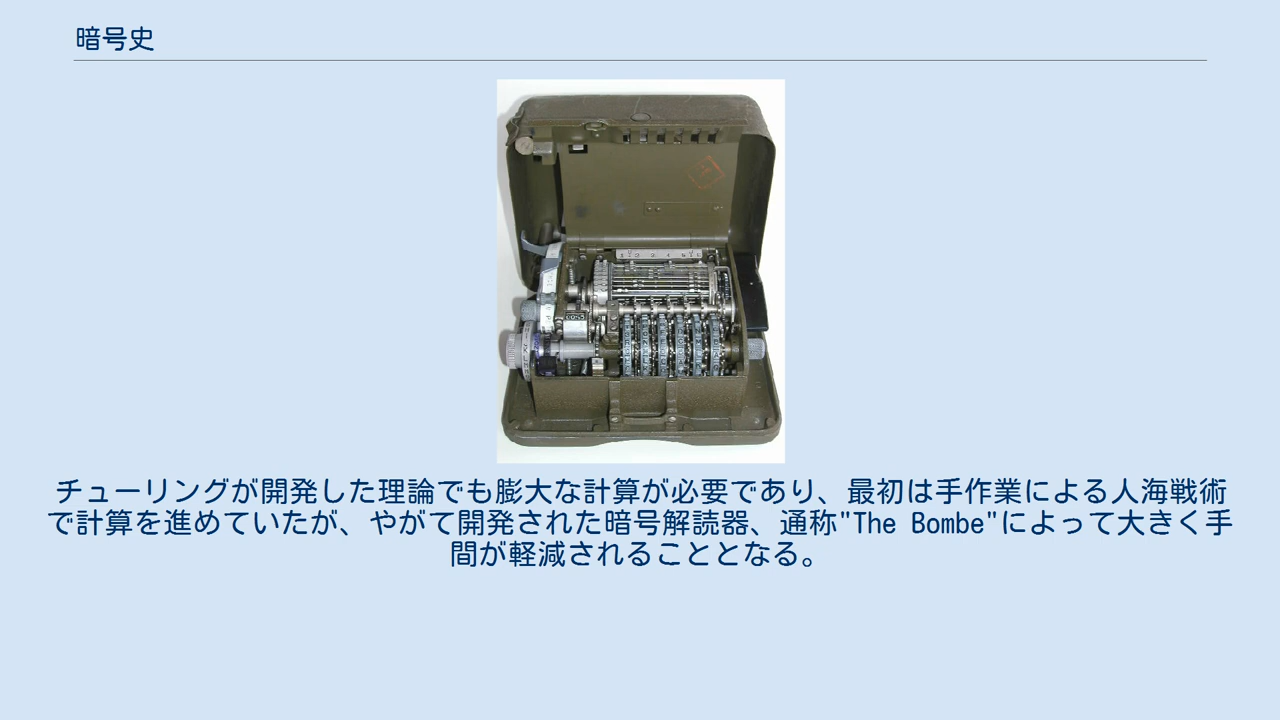 暗号史
チューリングが開発した理論でも膨大な計算が必要であり、最初は手作業による人海戦術
で計算を進めていたが、やがて開発された暗号解読器、通称"The Bombe"によって大きく手
間が軽減されることとなる。